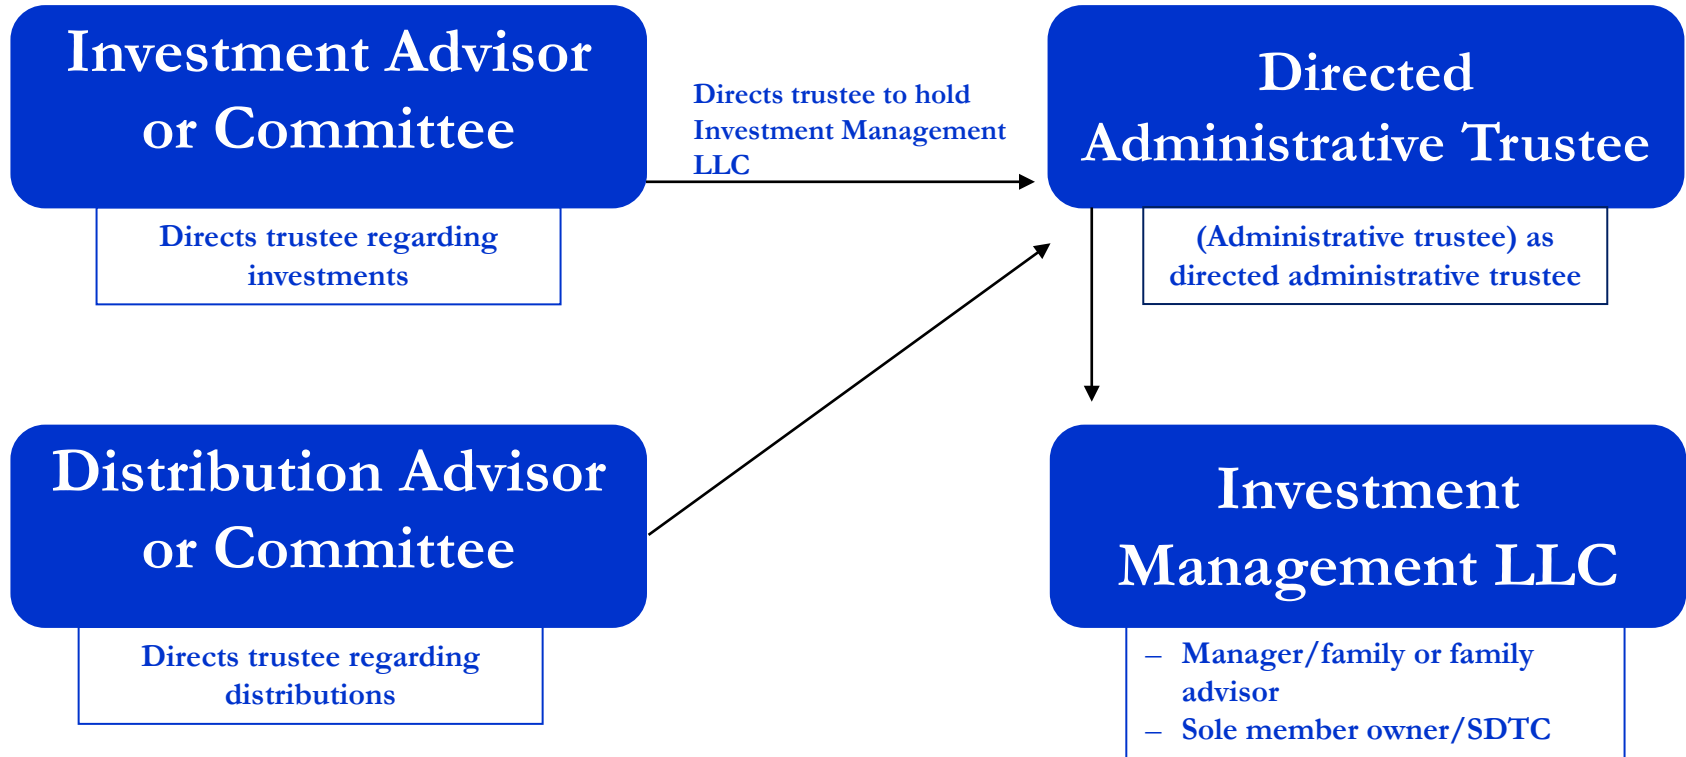 Investment Advisor
or Committee
Directs trustee regarding
investments
Directs trustee to hold
Investment Management
LLC
Directed
Administrative Trustee
(Administrative trustee) as
directed administrative trustee
Distribution Advisor
or Committee
Directs trustee regarding
distributions
Investment
Management LLC
– Manager/family or family
advisor
– Sole member owner/SDTC